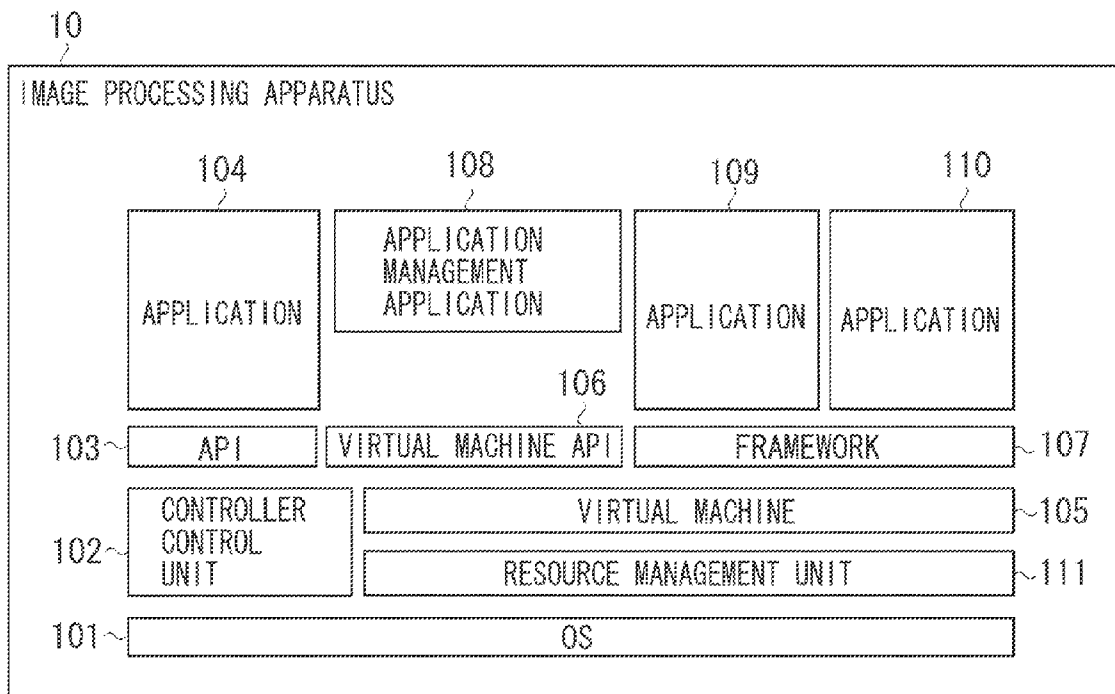 10
IMAGE PROCESSING APPARATUS
104
108
109
110
APPLICATION
APPLICATION
MANAGEMENT
APPLICATION
APPLICATION
APPLICATION
106
103
API
VIRTUAL MACHINE API
FRAMEWORK
107
102
CONTROLLER
CONTROL
UNIT
VIRTUAL MACHINE
105
RESOURCE MANAGEMENT UNIT
111
101
OS